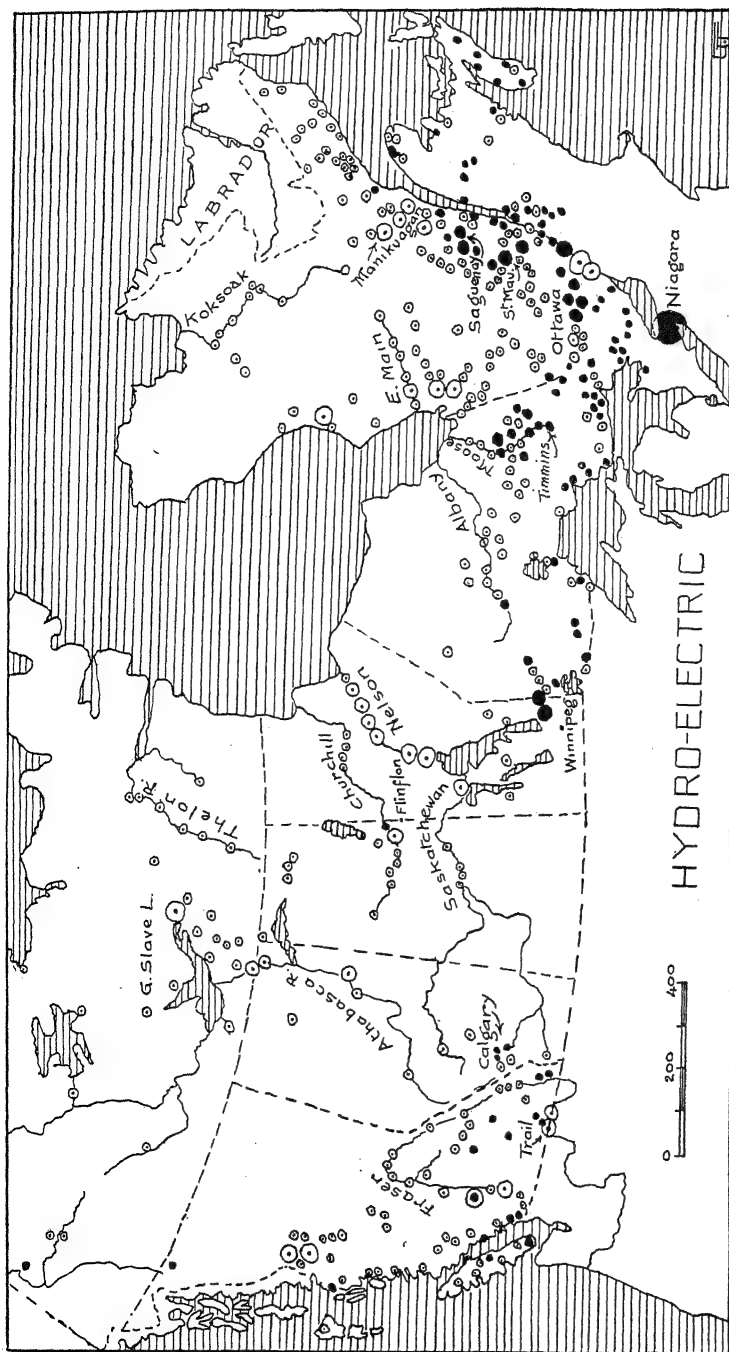 LABRADOR
Koksoak
Manikuagan
Saguenay
St Mau.
Ottawa
Niagara
E. Main
Moose
Albany
Timmins
Nelson
Churchill
Flinflon
Saskatchewan
Winnipeg
Thelon R.
G. Slave L.
Athabasca R.
Calgary
Fraser
Trail
HYDRO-ELECTRIC
0 200 400